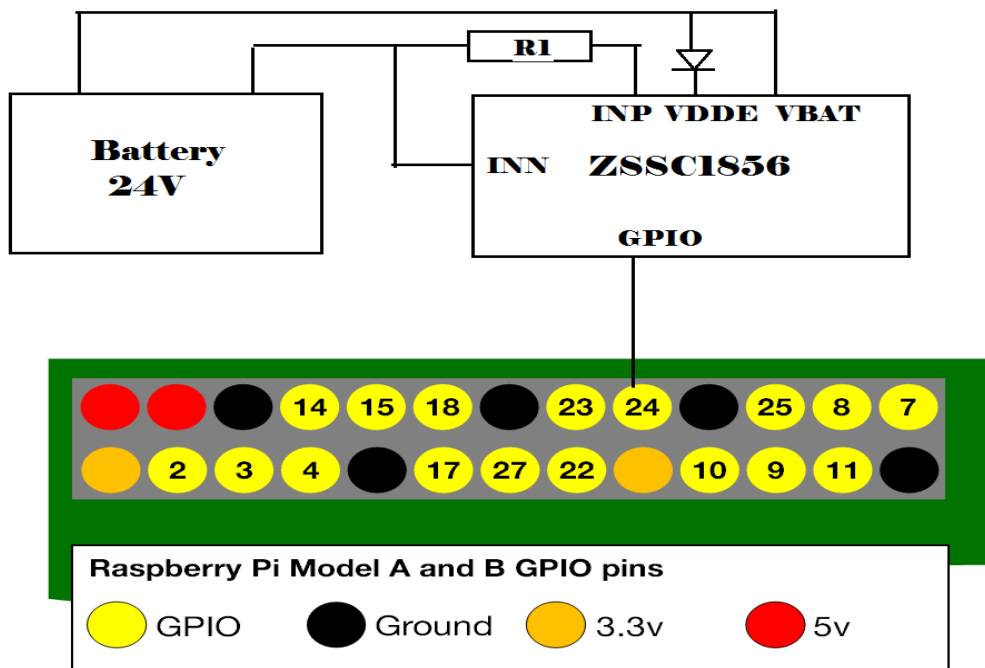 R1
INP VDDE VBAT
Battery
24V
INN ZSSC1856
GPIO
14 15 18 23 24 25 8 7
2 3 4 17 27 22 10 9 11
Raspberry Pi Model A and B GPIO pins
GPIO Ground 3.3v 5v